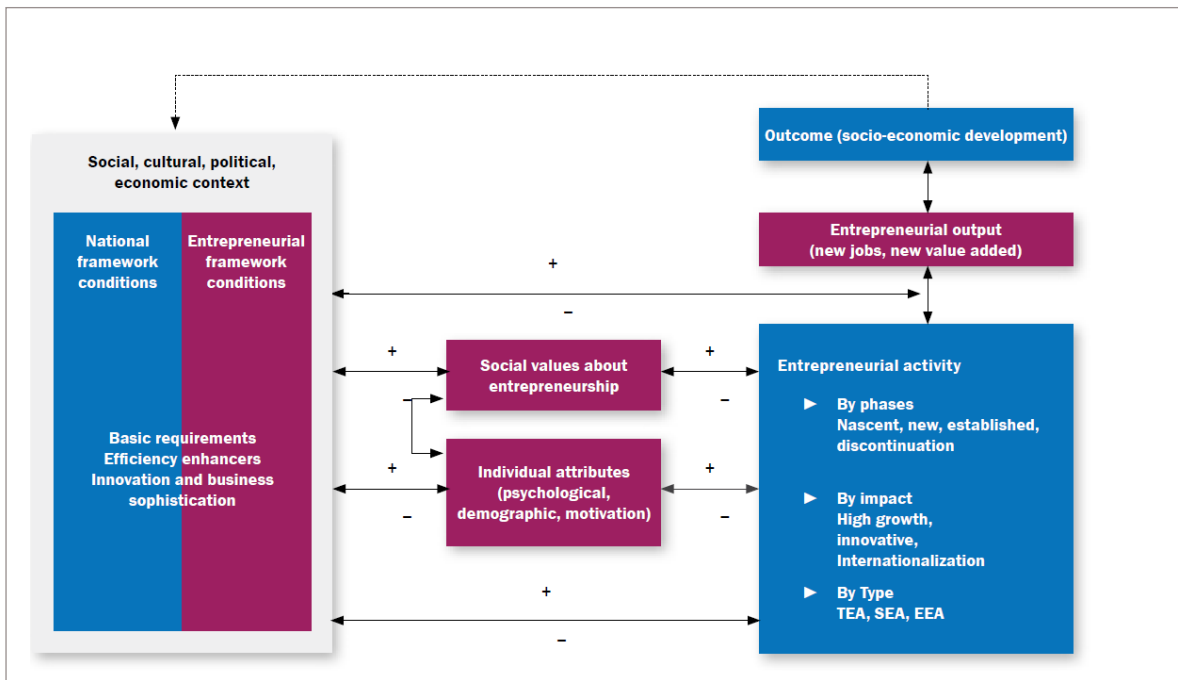 Outcome (socio-economic development)
Social, cultural, political,
economic context
National
framework
conditions
Entrepreneurial
framework
conditions
Basic requirements
Efficiency enhancers
Innovation and business
sophistication
Entrepreneurial output
(new jobs, new value added)
+
–
+
–
Social values about
entrepreneurship
+
–
+
–
Individual attributes
(psychological,
demographic, motivation)
+
–
+
–
Entrepreneurial activity
► By phases
Nascent, new, established,
discontinuation
► By impact
High growth,
innovative,
Internationalization
► By Type
TEA, SEA, EEA